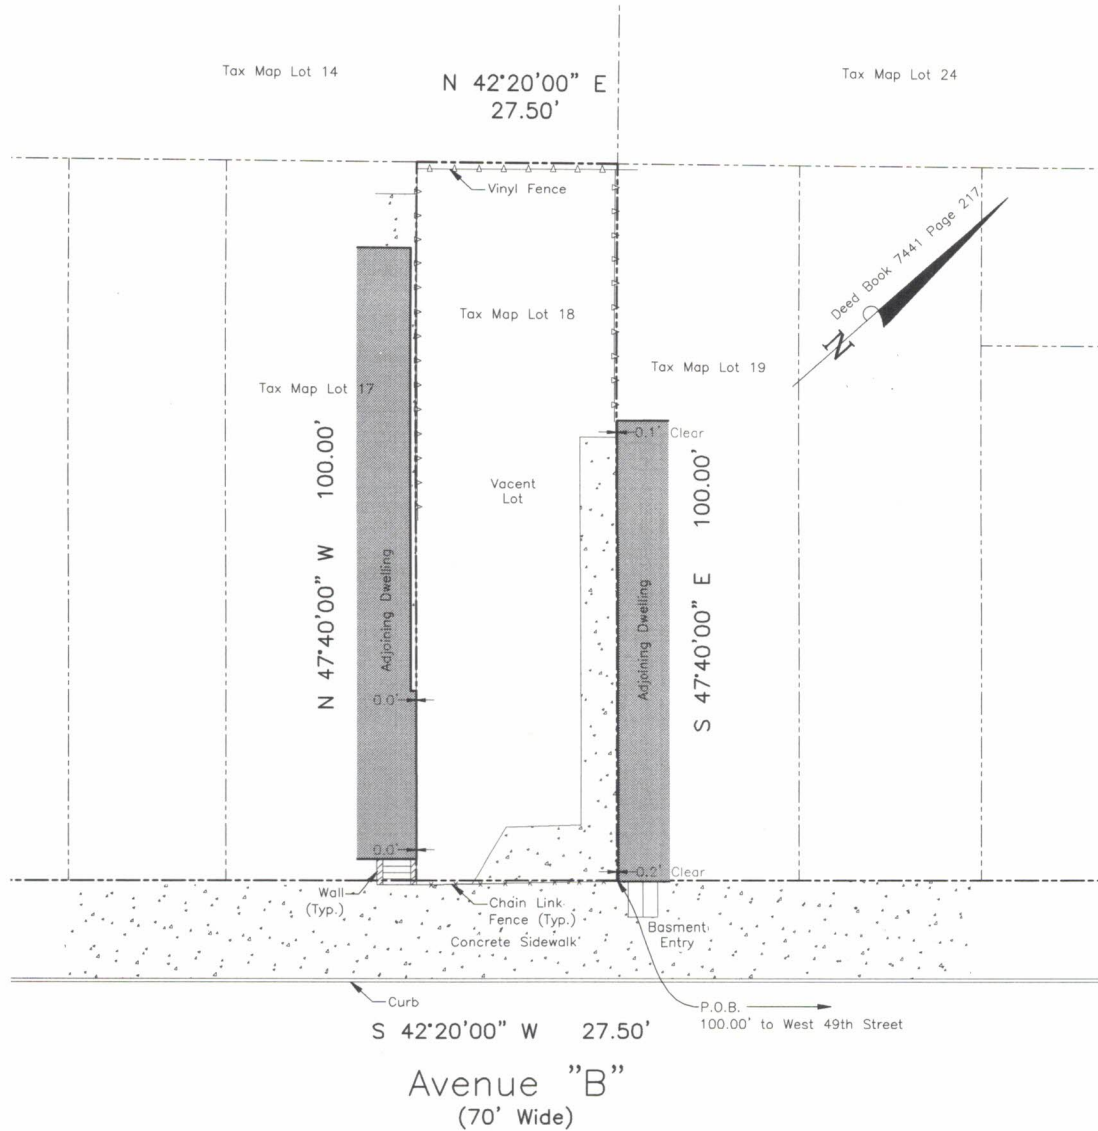 Tax Map Lot 14
N 42°20'00" E
27.50'
Tax Map Lot 24
Vinyl Fence
Deed Book 7441 Page 217
N
Tax Map Lot 18
Tax Map Lot 17
Tax Map Lot 19
0.1' Clear
N 47°40'00" W 100.00'
Adjoining Dwelling
Vacent
Lot
Adjoining Dwelling
S 47°40'00" E 100.00'
0.0'
0.0'
0.2' Clear
Wall
(Typ.)
Chain Link
Fence (Typ.)
Concrete Sidewalk
Basment
Entry
Curb
P.O.B.
100.00' to West 49th Street
S 42°20'00" W 27.50'
Avenue "B"
(70' Wide)